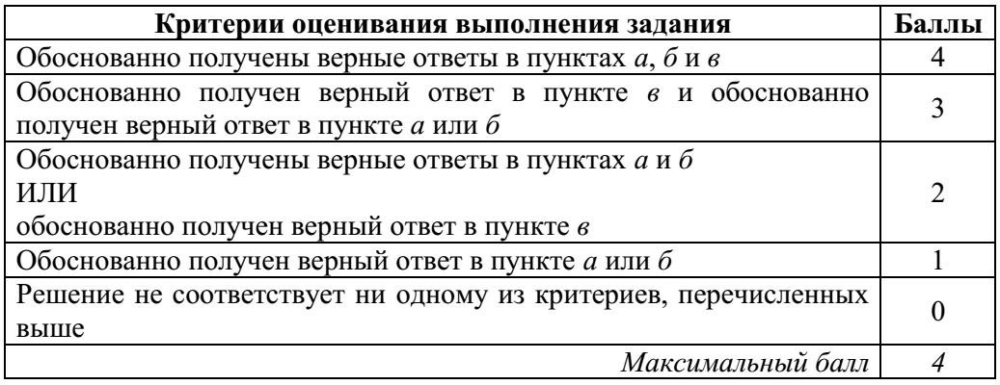 Критерии оценивания выполнения задания Баллы
Обоснованно получены верные ответы в пунктах а, б и в 4
Обоснованно получен верный ответ в пункте в и обоснованно
получен верный ответ в пункте а или б 3
Обоснованно получены верные ответы в пунктах а и б
ИЛИ 2
обоснованно получен верный ответ в пункте в
Обоснованно получен верный ответ в пункте а или б 1
Решение не соответствует ни одному из критериев, перечисленных
выше 0
Максимальный балл 4